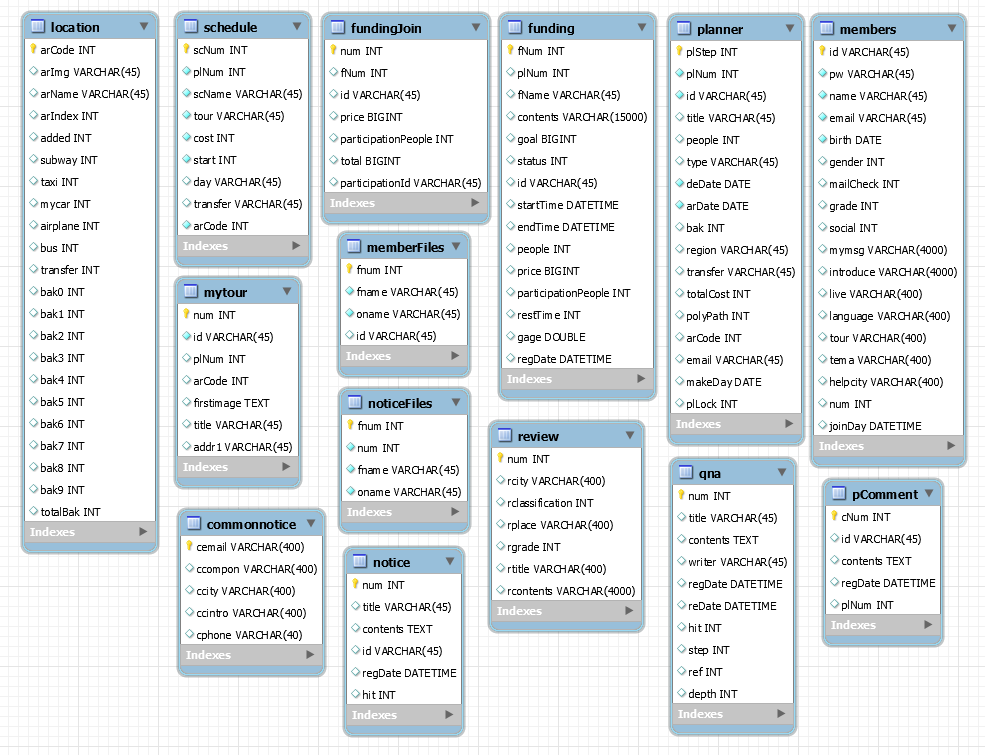 location
arCode INT
arImg VARCHAR(45)
arName VARCHAR(45)
arIndex INT
added INT
subway INT
taxi INT
mycar INT
airplane INT
bus INT
transfer INT
bak0 INT
bak1 INT
bak2 INT
bak3 INT
bak4 INT
bak5 INT
bak6 INT
bak7 INT
bak8 INT
bak9 INT
totalBak INT
Indexes
schedule
scNum INT
plNum INT
scName VARCHAR(45)
tour VARCHAR(45)
cost INT
start INT
day VARCHAR(45)
transfer VARCHAR(45)
arCode INT
Indexes
mytour
num INT
id VARCHAR(45)
plNum INT
arCode INT
firstimage TEXT
title VARCHAR(45)
addr1 VARCHAR(45)
Indexes
commonnotice
cemail VARCHAR(400)
ccompon VARCHAR(400)
ccity VARCHAR(400)
ccintro VARCHAR(400)
cphone VARCHAR(40)
Indexes
fundingJoin
num INT
fNum INT
id VARCHAR(45)
price BIGINT
participationPeople INT
total BIGINT
participationId VARCHAR(45)
Indexes
memberFiles
fnum INT
fname VARCHAR(45)
oname VARCHAR(45)
id VARCHAR(45)
Indexes
noticeFiles
fnum INT
num INT
fname VARCHAR(45)
oname VARCHAR(45)
Indexes
notice
num INT
title VARCHAR(45)
contents TEXT
id VARCHAR(45)
regDate DATETIME
hit INT
Indexes
funding
fNum INT
plNum INT
fName VARCHAR(45)
contents VARCHAR(15000)
goal BIGINT
status INT
id VARCHAR(45)
startTime DATETIME
endTime DATETIME
people INT
price BIGINT
participationPeople INT
restTime INT
gage DOUBLE
regDate DATETIME
Indexes
review
num INT
rcity VARCHAR(400)
rclassification INT
rplace VARCHAR(400)
rgrade INT
rtitle VARCHAR(400)
rcontents VARCHAR(4000)
Indexes
planner
plStep INT
plNum INT
id VARCHAR(45)
title VARCHAR(45)
people INT
type VARCHAR(45)
deDate DATE
arDate DATE
bak INT
region VARCHAR(45)
transfer VARCHAR(45)
totalCost INT
polyPath INT
arCode INT
email VARCHAR(45)
makeDay DATE
plLock INT
Indexes
qna
num INT
title VARCHAR(45)
contents TEXT
writer VARCHAR(45)
regDate DATETIME
reDate DATETIME
hit INT
step INT
ref INT
depth INT
Indexes
members
id VARCHAR(45)
pw VARCHAR(45)
name VARCHAR(45)
email VARCHAR(45)
birth DATE
gender INT
mailCheck INT
grade INT
social INT
mymsg VARCHAR(4000)
introduce VARCHAR(4000)
live VARCHAR(400)
language VARCHAR(400)
tour VARCHAR(400)
tema VARCHAR(400)
helpcity VARCHAR(400)
num INT
joinDay DATETIME
Indexes
pComment
cNum INT
id VARCHAR(45)
contents TEXT
regDate DATETIME
plNum INT
Indexes